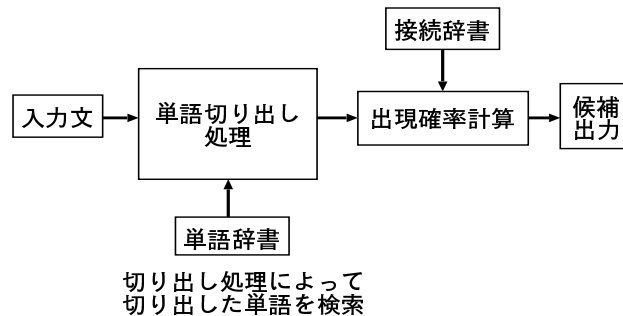 接続辞書
入力文
単語切り出し
処理
出現確率計算
候補
出力
単語辞書
切り出し処理によって
切り出した単語を検索